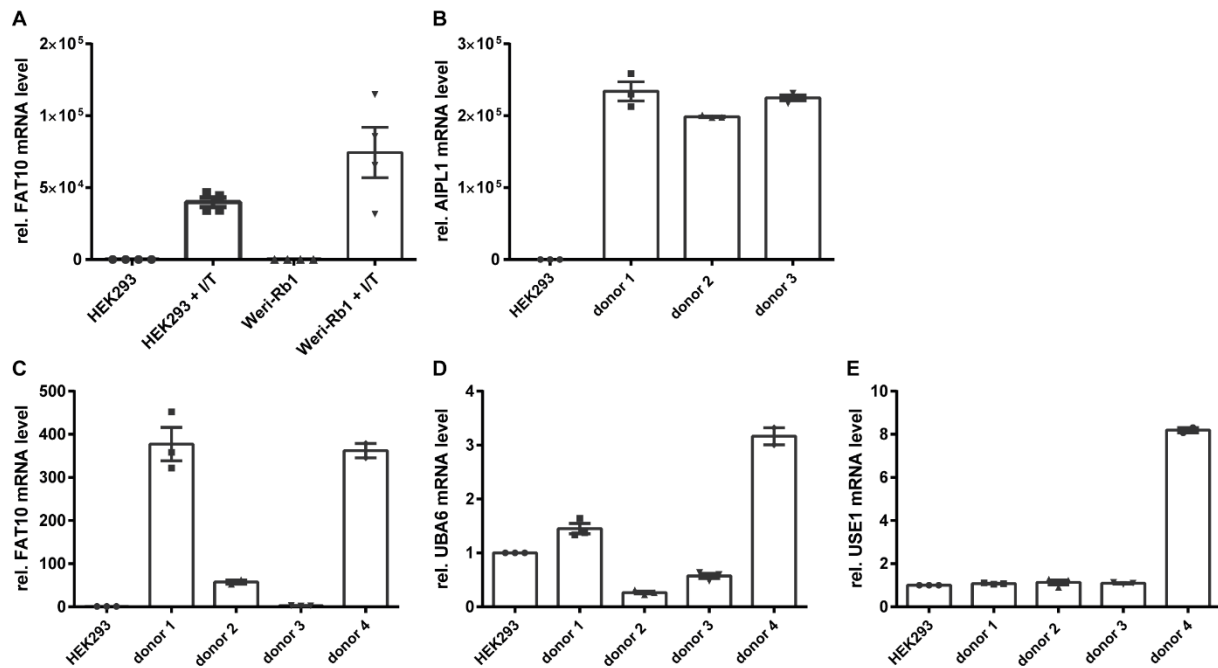 A
rel. FAT10 mRNA level
2×10⁵
1×10⁵
5×10⁴
0
HEK293
HEK293 + I/T
Weri-Rb1
Weri-Rb1 + I/T
B
rel. AIPL1 mRNA level
3×10⁵
2×10⁵
1×10⁵
0
HEK293
donor 1
donor 2
donor 3
C
rel. FAT10 mRNA level
500
400
300
200
100
0
HEK293
donor 1
donor 2
donor 3
donor 4
D
rel. UBA6 mRNA level
4
3
2
1
0
HEK293
donor 1
donor 2
donor 3
donor 4
E
rel. USE1 mRNA level
10
8
6
4
2
0
HEK293
donor 1
donor 2
donor 3
donor 4